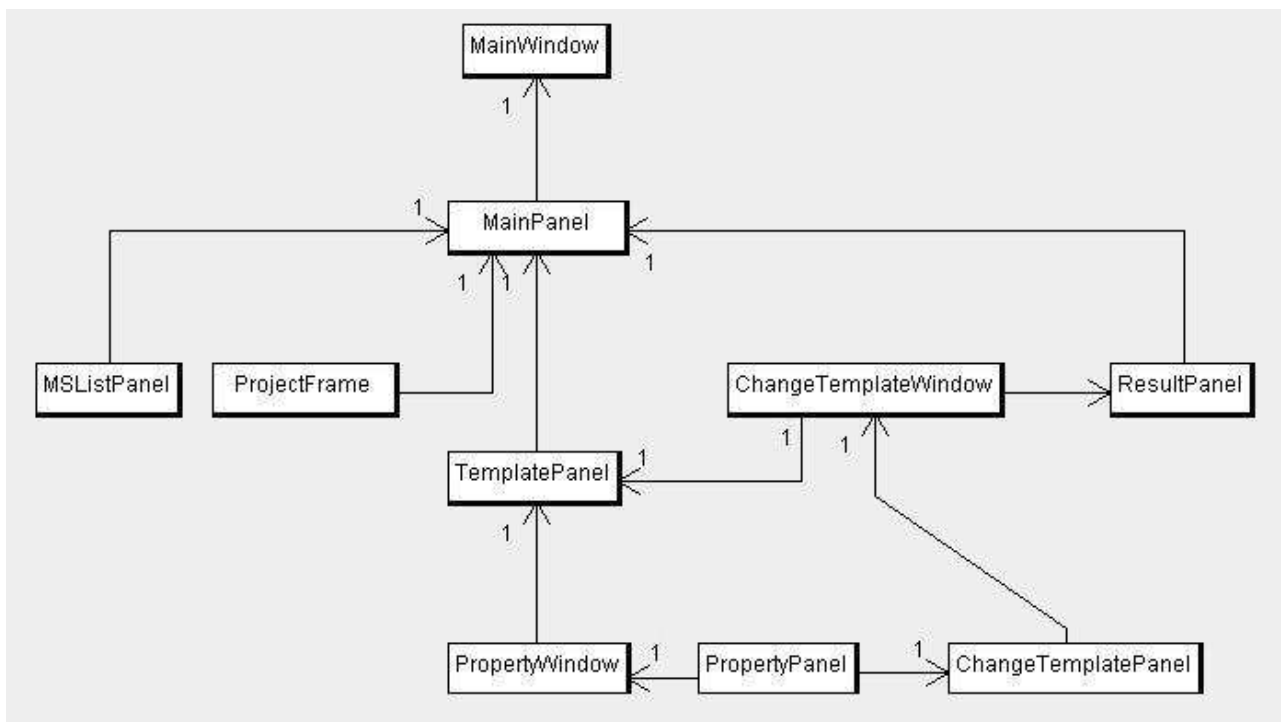 MainWindow
1
MainPanel
1
1
1
1
MSListPanel
ProjectFrame
ChangeTemplateWindow
ResultPanel
1
1
TemplatePanel
1
1
PropertyWindow
1
PropertyPanel
1
ChangeTemplatePanel